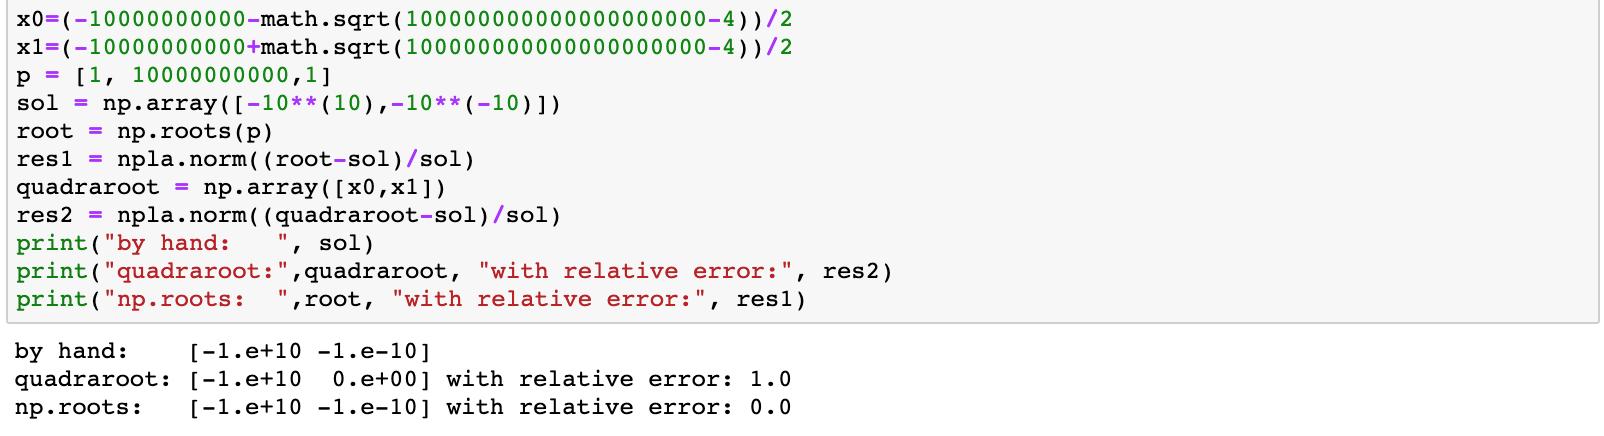 x0=(-10000000000-math.sqrt(100000000000000000000-4))/2
x1=(-10000000000+math.sqrt(100000000000000000000-4))/2
p = [1, 10000000000,1]
sol = np.array([-10**(10),-10**(-10)])
root = np.roots(p)
res1 = npla.norm((root-sol)/sol)
quadraroot = np.array([x0,x1])
res2 = npla.norm((quadraroot-sol)/sol)
print("by hand:   ", sol)
print("quadraroot:",quadraroot, "with relative error:", res2)
print("np.roots:  ",root, "with relative error:", res1)
by hand:    [-1.e+10 -1.e-10]
quadraroot: [-1.e+10  0.e+00] with relative error: 1.0
np.roots:   [-1.e+10 -1.e-10] with relative error: 0.0